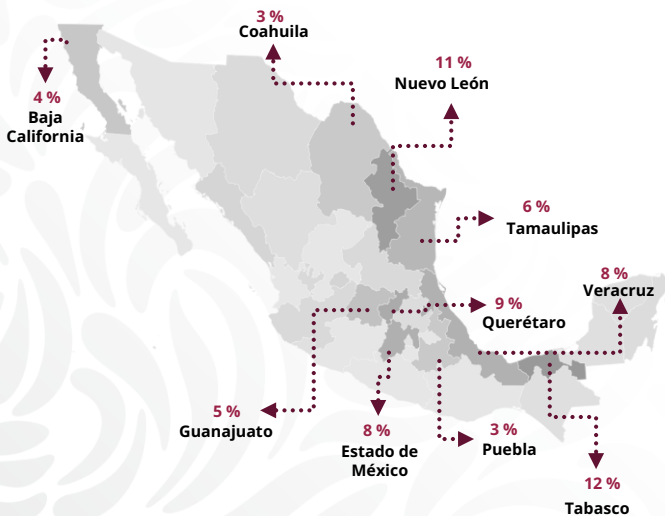 3 %
Coahuila
11 %
Nuevo León
4 %
Baja
California
6 %
Tamaulipas
8 %
Veracruz
9 %
Querétaro
5 %
Guanajuato
8 %
Estado de
México
3 %
Puebla
12 %
Tabasco